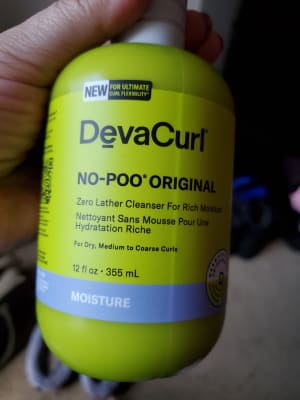 NEW FOR ULTIMATE
CURL FLEXIBILITY
DevaCurl
NO-POO® ORIGINAL
Zero Lather Cleanser For Rich Moisture
Nettoyant Sans Mousse Pour Une
Hydratation Riche
For Dry, Medium to Coarse Curls
12 fl oz · 355 mL
MOISTURE